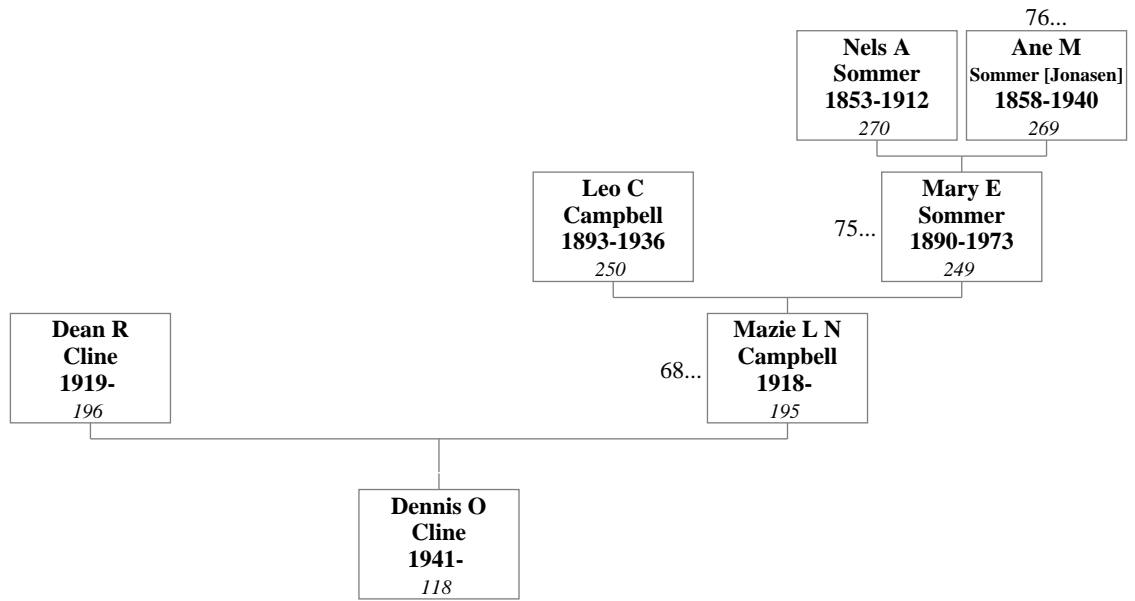 76...
Nels A
Sommer
1853-1912
270
Ane M
Sommer [Jonasen]
1858-1940
269
Leo C
Campbell
1893-1936
250
75...
Mary E
Sommer
1890-1973
249
Dean R
Cline
1919-
196
68...
Mazie L N
Campbell
1918-
195
Dennis O
Cline
1941-
118